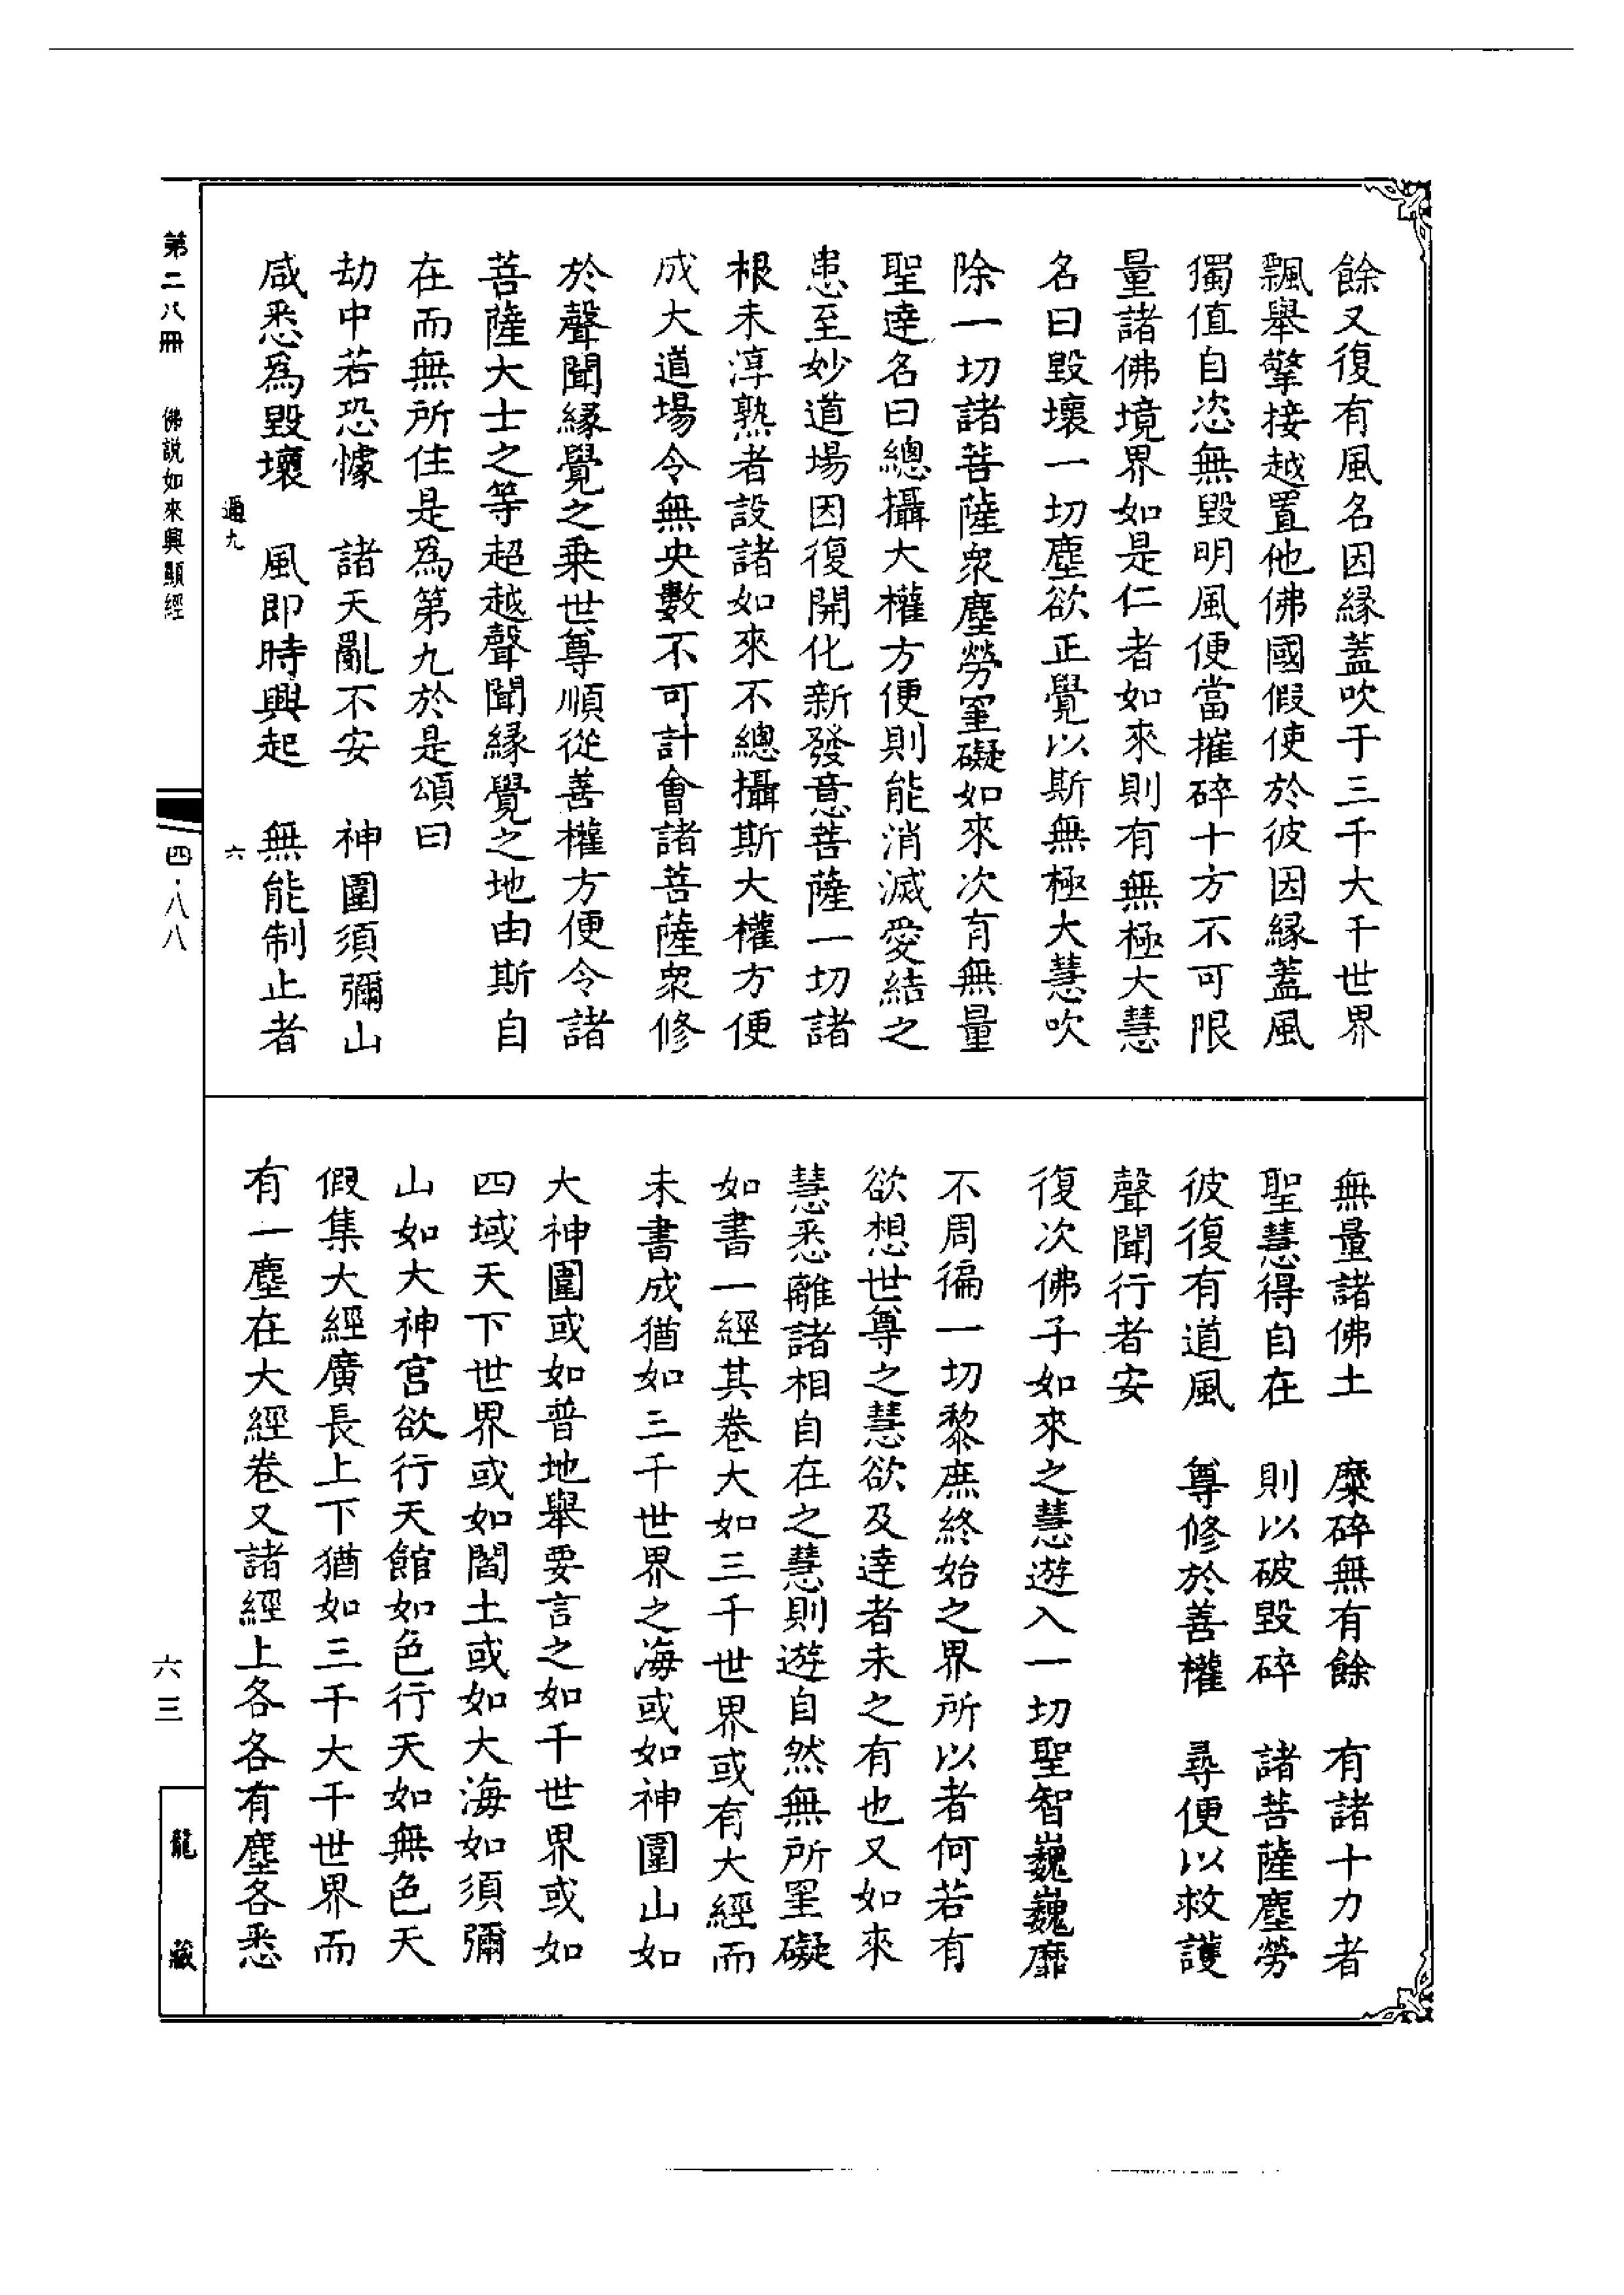 餘又復有風名因緣蓋吹于三千大千世界
飄舉擎接越置他佛國假使於彼因緣蓋風
獨值自恣無毀明風便當摧碎十方不可限
量諸佛境界如是仁者如來則有無極大慧
名曰毀壞一切塵欲正覺以斯無極大慧吹
除一切諸菩薩衆塵勞罣礙如來次有無量
聖達名曰總攝大權方便則能消滅愛結之
患至妙道場因復開化新發意菩薩一切諸
根未淳熟者設諸如來不總攝斯大權方便
成大道場令無央數不可計會諸菩薩衆修
於聲聞緣覺之乗世尊順從善權方便令諸
菩薩大士之等超越聲聞緣覺之地由斯自
在而無所住是爲第九於是頌曰
劫中若恐懅　諸天亂不安　神圍須彌山
咸悉爲毀壞　風即時興起　無能制止者
通九　六
第二八冊　佛說如來興顯經　四·八八
無量諸佛土　糜碎無有餘　有諸十力者
聖慧得自在　則以破毀碎　諸菩薩塵勞
彼復有道風　尊修於善權　尋便以救護
聲聞行者安
復次佛子如來之慧遊入一切聖智巍巍靡
不周徧一切黎庶終始之界所以者何若有
欲想世尊之慧欲及達者未之有也又如來
慧悉離諸相自在之慧則遊自然無所罣礙
如書一經其卷大如三千世界或有大經而
未書成猶如三千世界之海或如神圍山如
大神圍或如普地舉要言之如千世界或如
四域天下世界或如閻土或如大海如須彌
山如大神宮欲行天館如色行天如無色天
假集大經廣長上下猶如三千大千世界而
有一塵在大經卷又諸經上各各有塵各悉
六三
龍藏